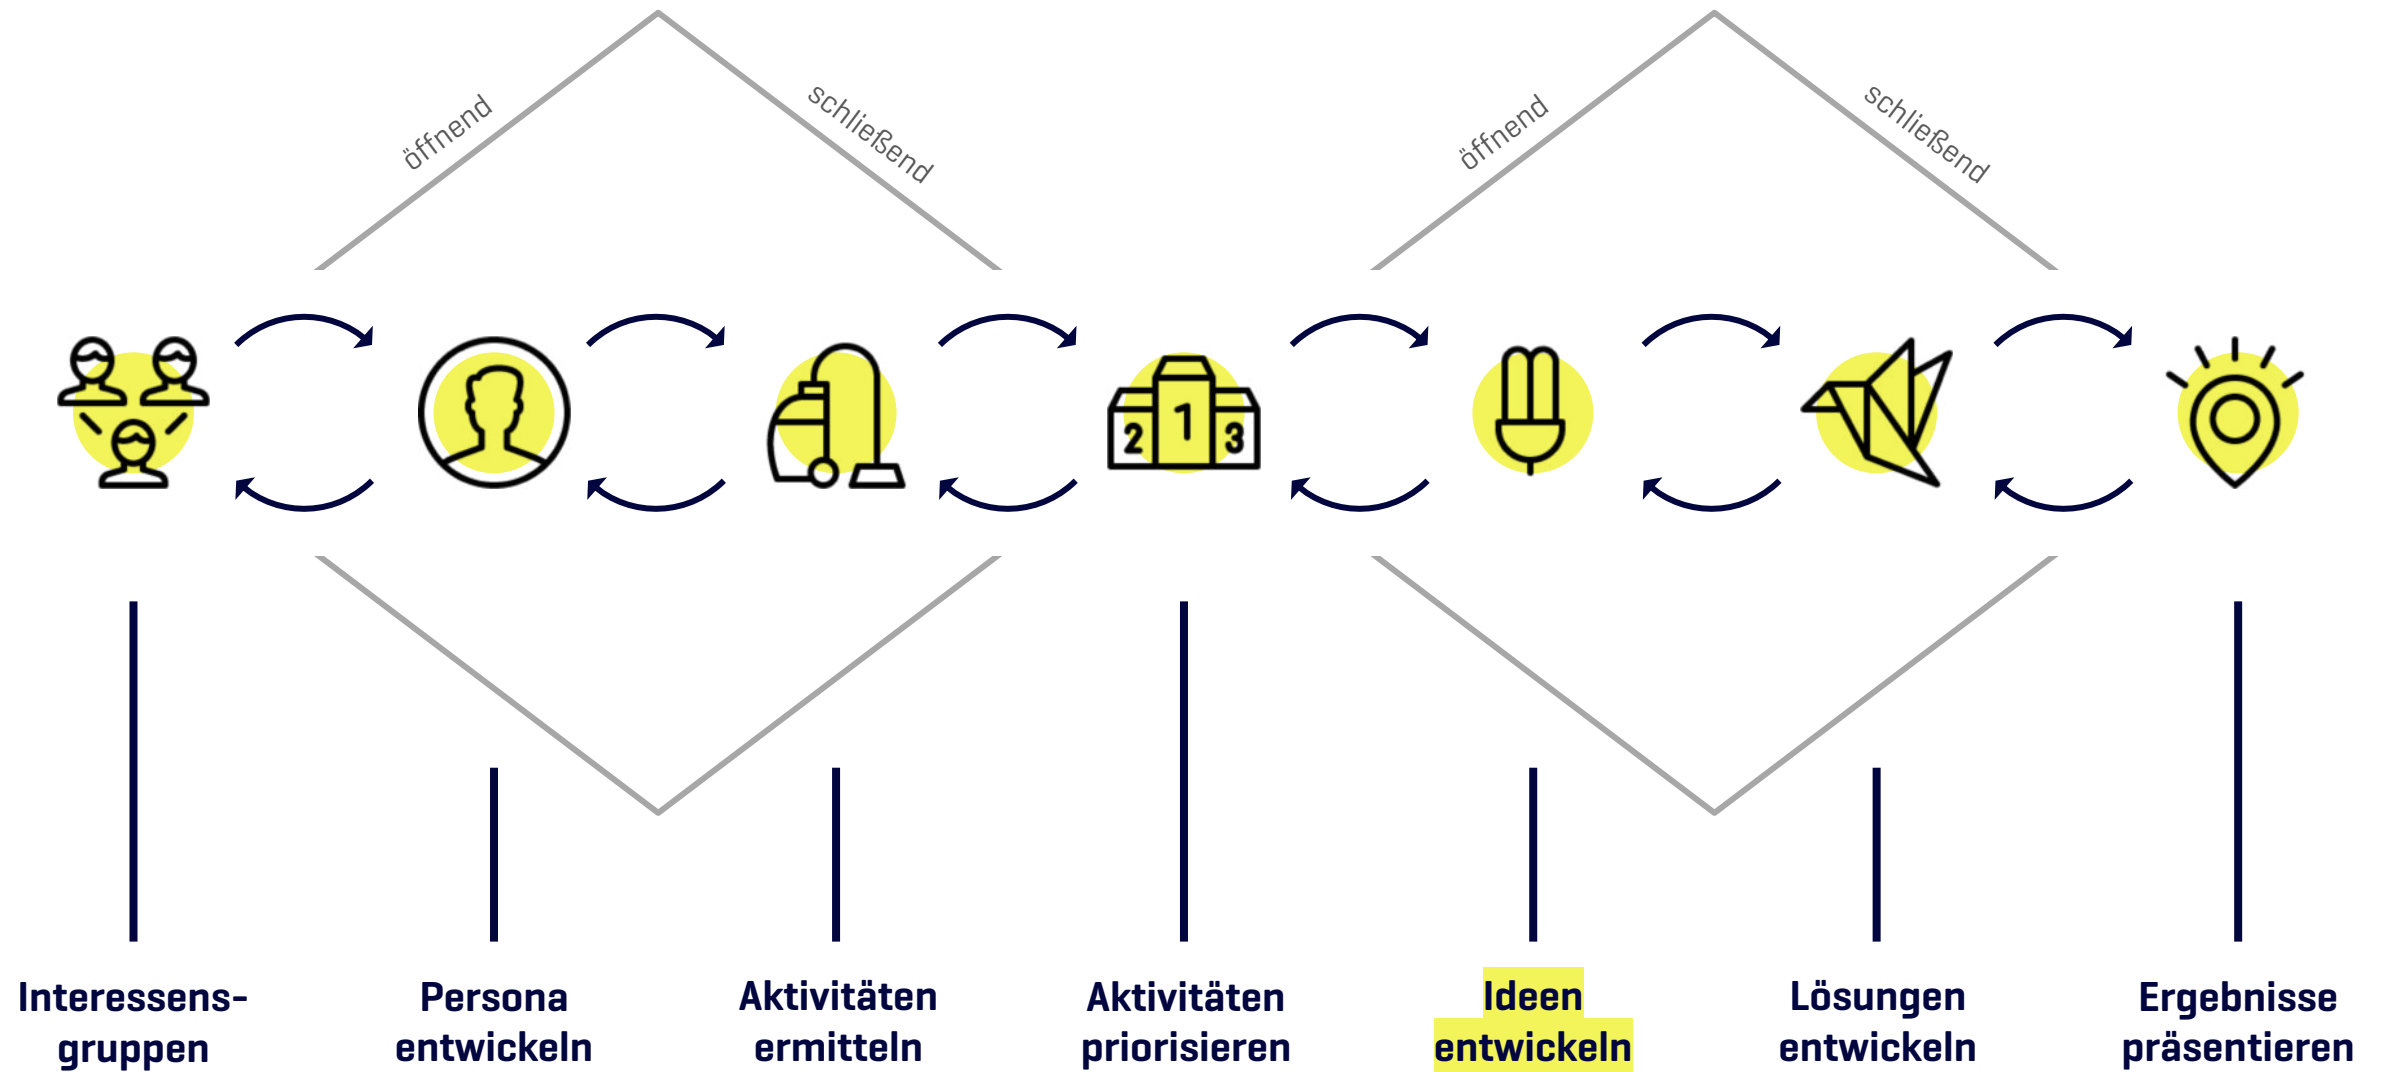 öffnend
schließend
öffnend
schließend
2
1
3
Interessens-
gruppen
Persona
entwickeln
Aktivitäten
ermitteln
Aktivitäten
priorisieren
Ideen
entwickeln
Lösungen
entwickeln
Ergebnisse
präsentieren